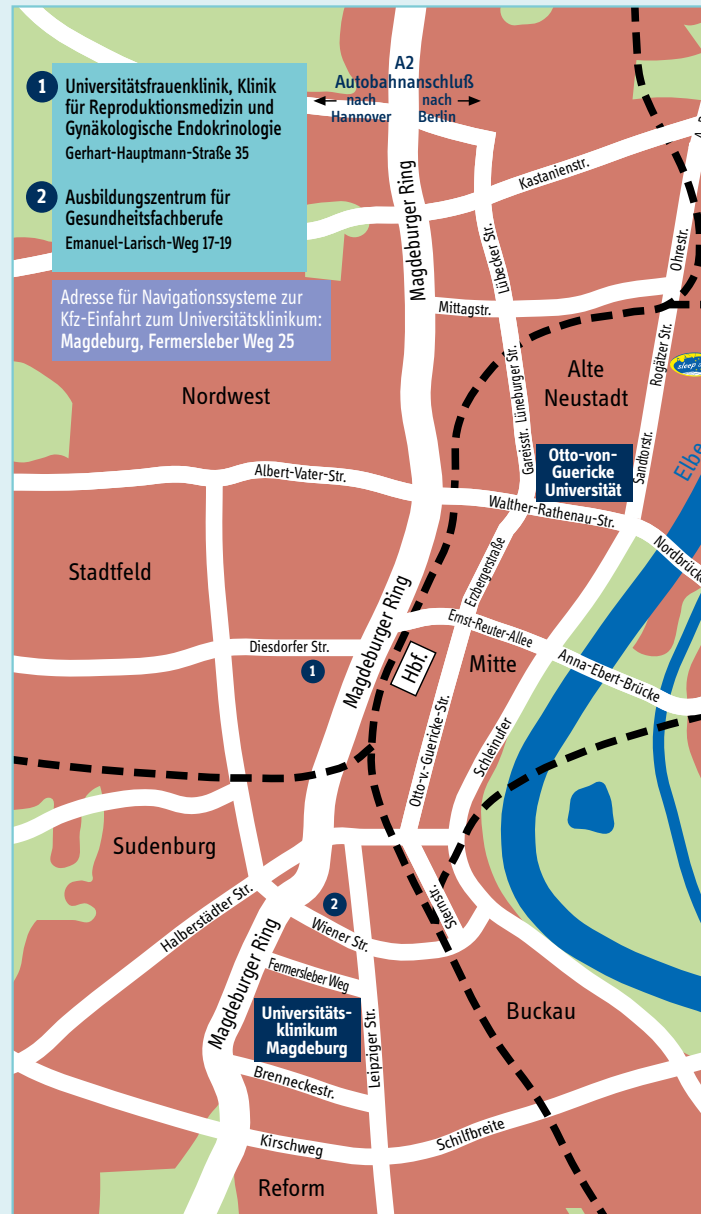 1
Universitätsfrauenklinik, Klinik
für Reproduktionsmedizin und
Gynäkologische Endokrinologie
Gerhart-Hauptmann-Straße 35
2
Ausbildungszentrum für
Gesundheitsfachberufe
Emanuel-Larisch-Weg 17-19
Adresse für Navigationssysteme zur
Kfz-Einfahrt zum Universitätsklinikum:
Magdeburg, Fermersleber Weg 25
A2
Autobahnanschluß
nach
Hannover
nach
Berlin
Magdeburger Ring
Kastanienstr.
Lübecker Str.
Ohrestr.
Mittagstr.
Rogätzer Str.
Lüneburger Str.
Alte
Neustadt
sleep
Nordwest
Gareisstr.
Otto-von-
Guericke
Universität
Sandtorstr.
Elbe
Albert-Vater-Str.
Walther-Rathenau-Str.
Nordbrücke
Stadtfeld
Erzbergerstraße
Magdeburger Ring
Ernst-Reuter-Allee
Diesdorfer Str.
1
Hbf.
Mitte
Anna-Ebert-Brücke
Otto-v.-Guericke-Str.
Schleinufer
Sudenburg
Halberstädter Str.
2
Sternstr.
Wiener Str.
Magdeburger Ring
Fermersleber Weg
Universitäts-
klinikum
Magdeburg
Leipziger Str.
Buckau
Brenneckestr.
Kirschweg
Schilfbreite
Reform